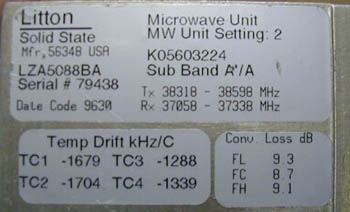 Litton
Solid State
Mfr,56348 USA
LZA5088BA
Serial # 79438
Date Code 9630
Microwave Unit
MW Unit Setting: 2
K05603224
Sub Band A"/A
Tx 38318 - 38598 MHz
Rx 37058 - 37338 MHz
Temp Drift kHz/C
TC1 -1679 TC3 -1288
TC2 -1704 TC4 -1339
Conv. Loss dB
FL 9.3
FC 8.7
FH 9.1